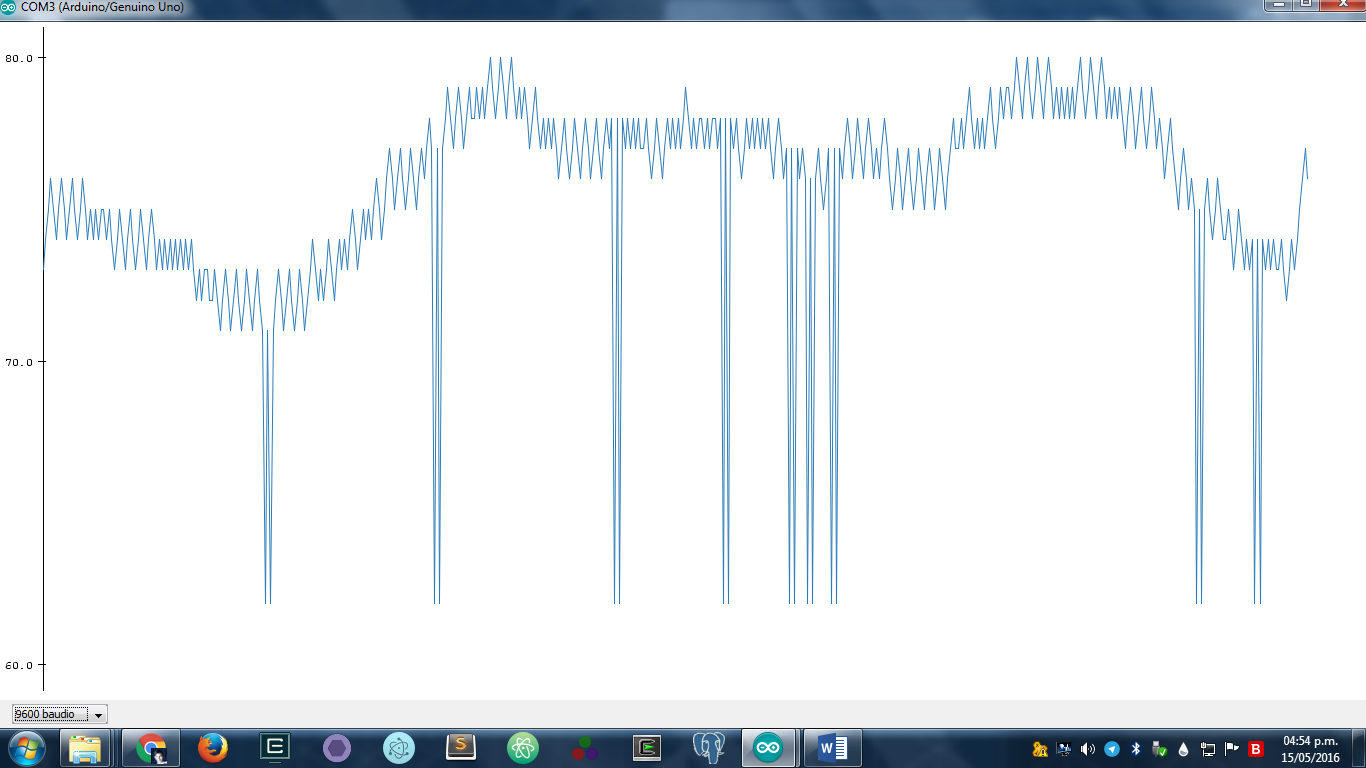 COM3 (Arduino/Genuino Uno)
80.0
70.0
60.0
9600 baudio
04:54 p.m.
15/05/2016